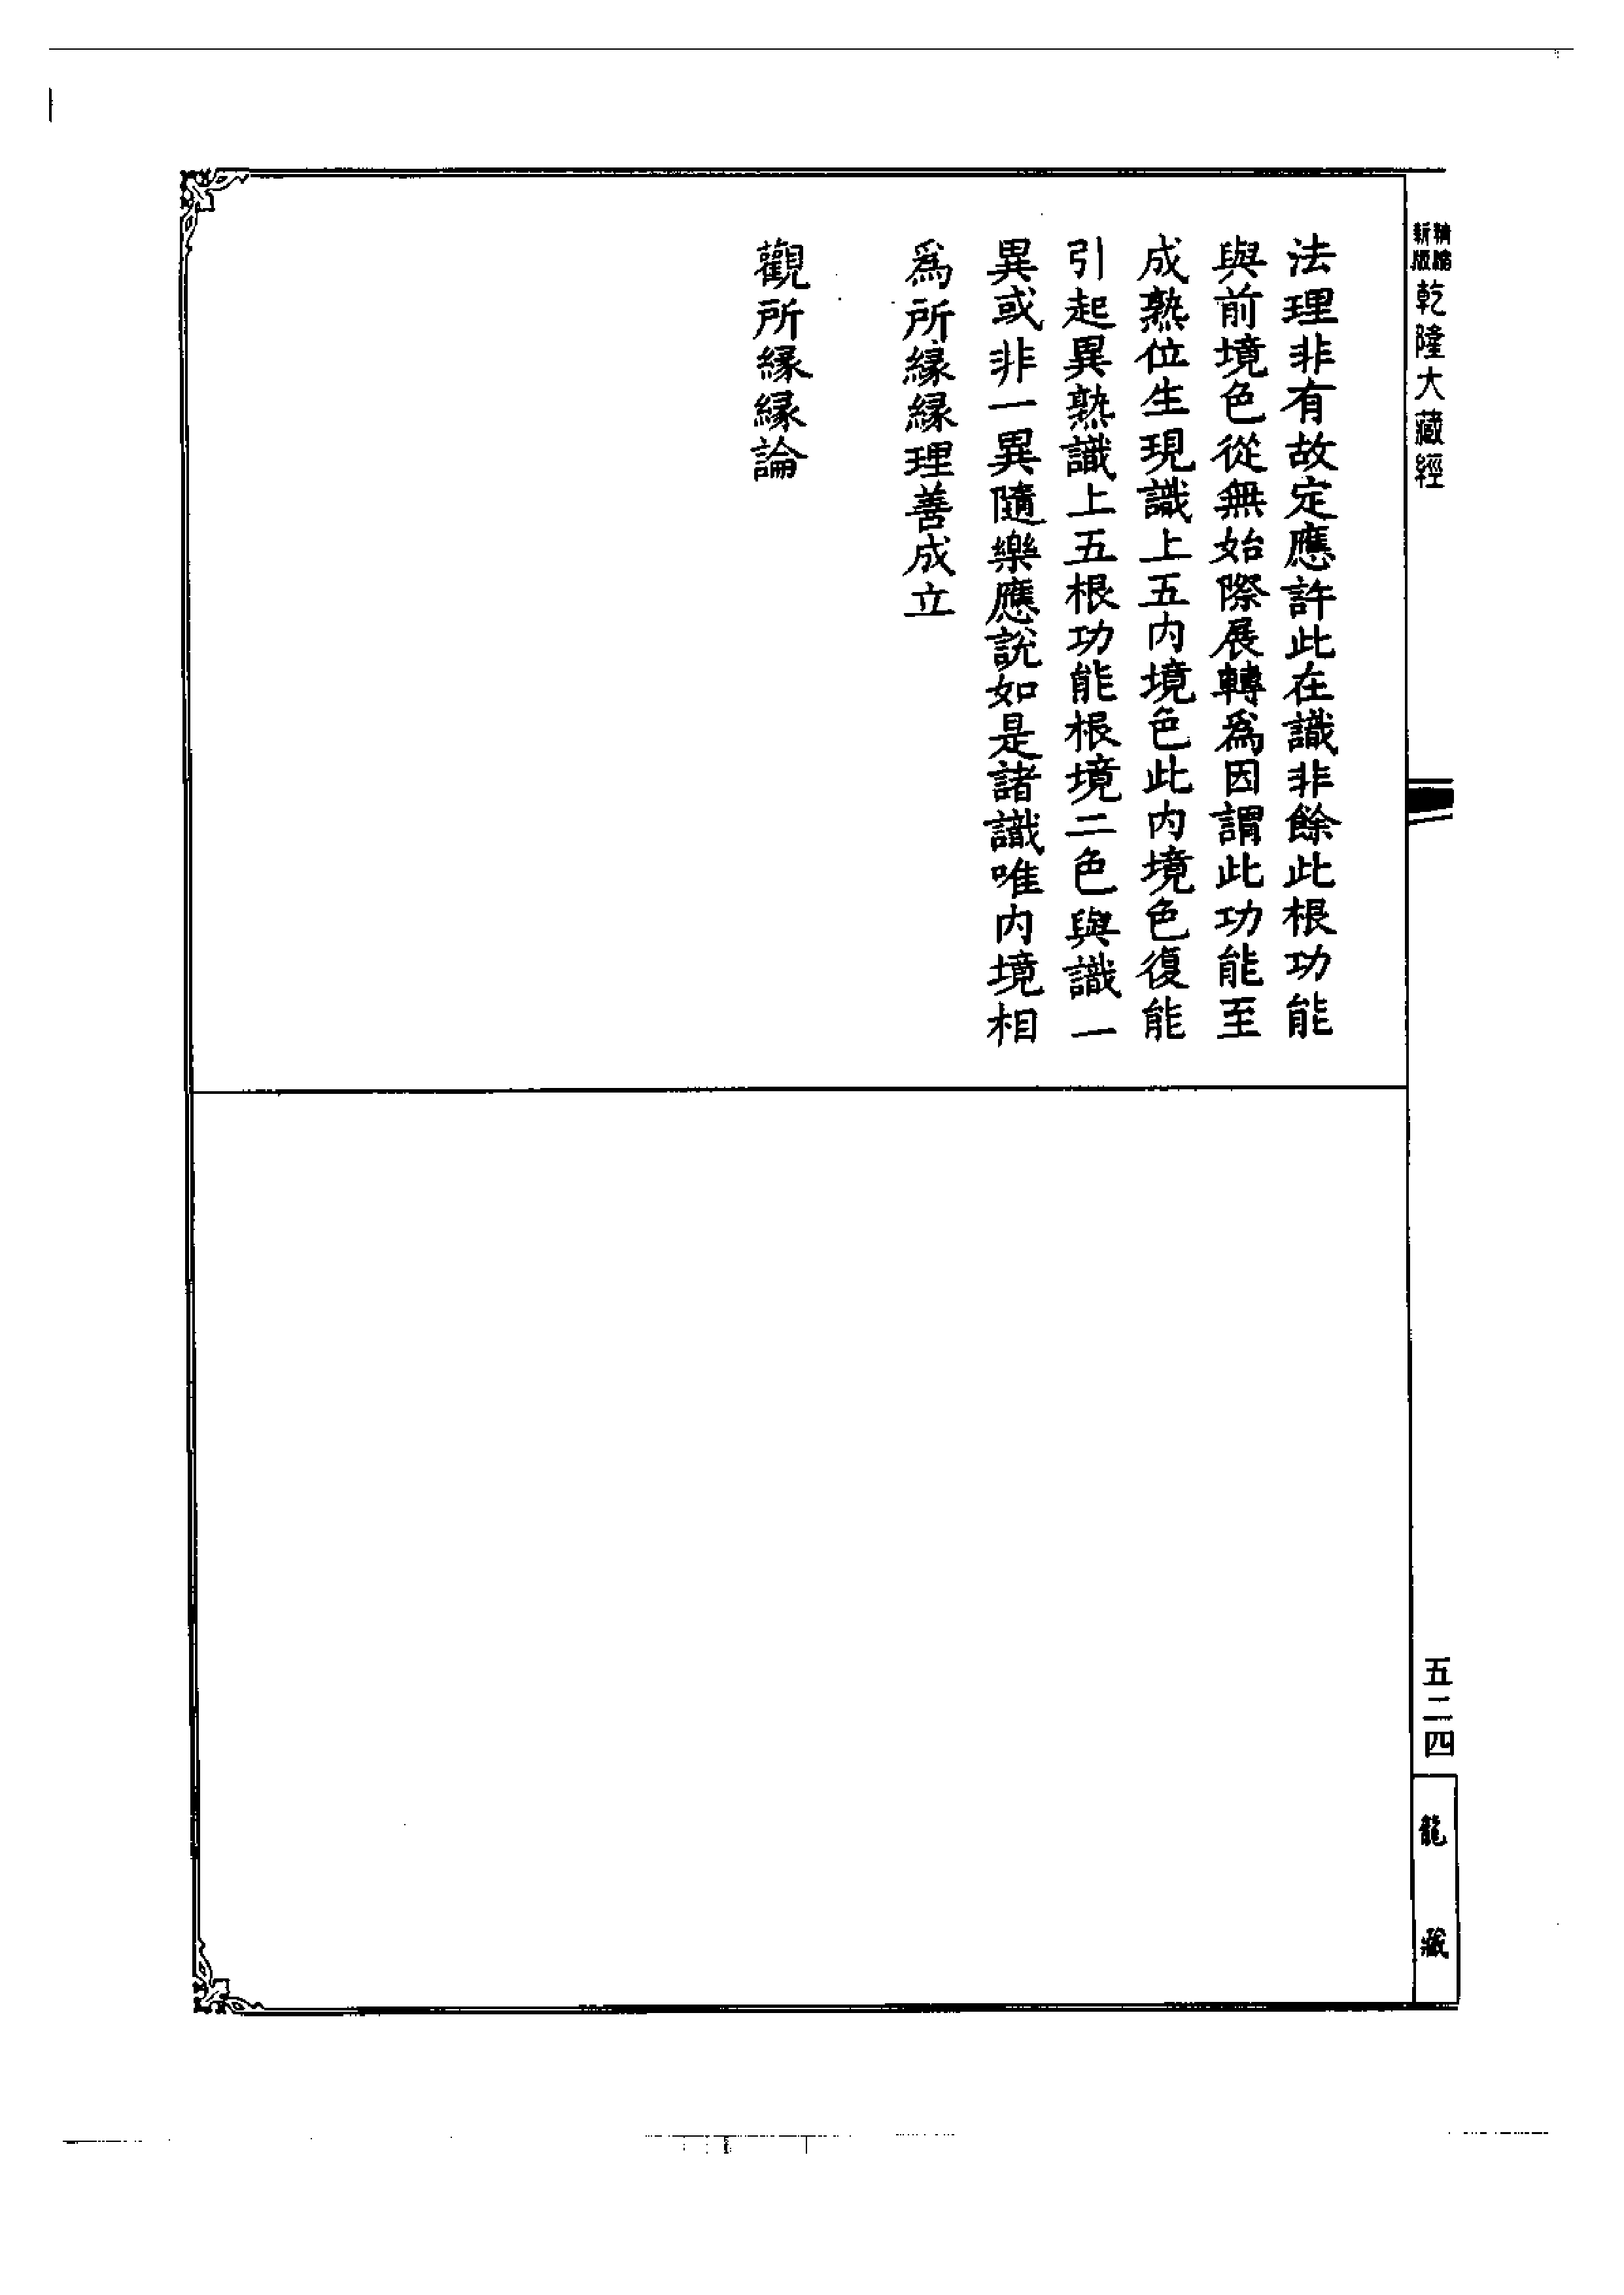 精縮
新版
乾隆大藏經
法理非有故定應許此在識非餘此根功能
與前境色從無始際展轉爲因謂此功能至
成熟位生現識上五内境色此内境色復能
引起異熟識上五根功能根境二色與識一
異或非一異隨樂應說如是諸識唯内境相
爲所緣緣理善成立
觀所緣緣論
五二四
龍藏